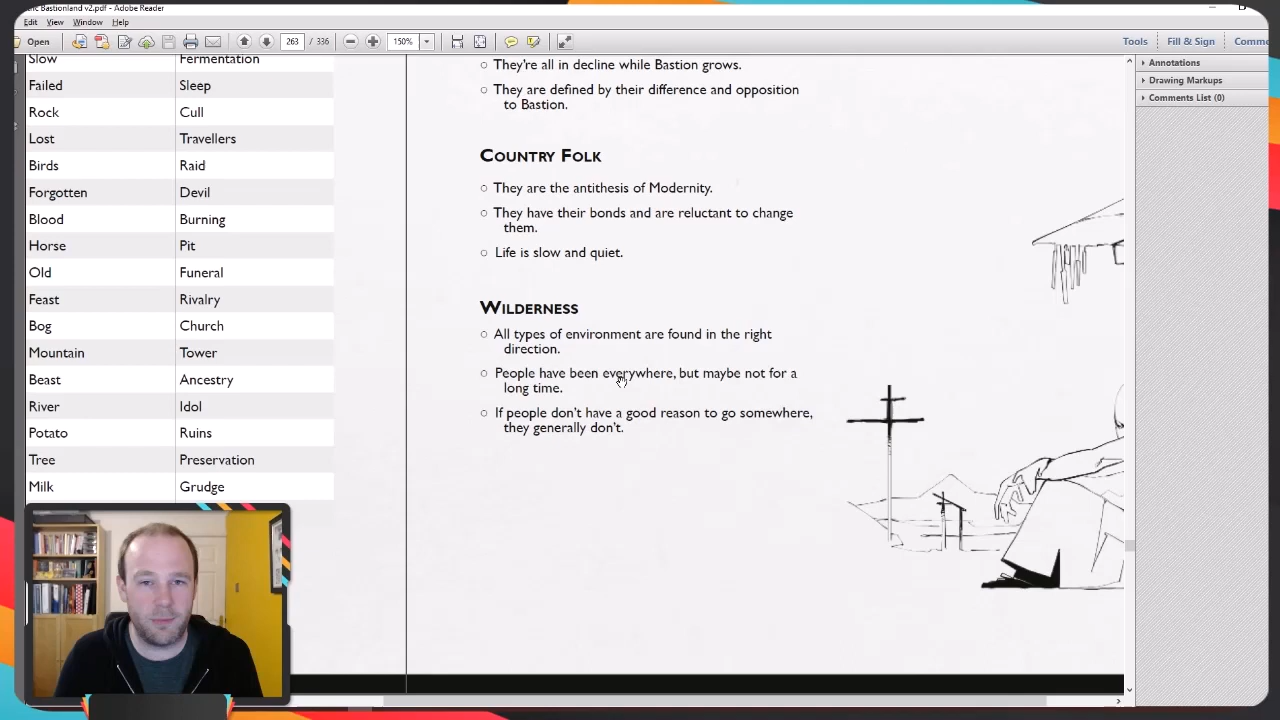 ric Bastionland v2.pdf - Adobe Reader
Edit View Window Help
Open 263 / 336 150% Tools Fill & Sign Comme
Slow Fermentation
Failed Sleep
Rock Cull
Lost Travellers
Birds Raid
Forgotten Devil
Blood Burning
Horse Pit
Old Funeral
Feast Rivalry
Bog Church
Mountain Tower
Beast Ancestry
River Idol
Potato Ruins
Tree Preservation
Milk Grudge
They're all in decline while Bastion grows.
They are defined by their difference and opposition
to Bastion.
Country Folk
They are the antithesis of Modernity.
They have their bonds and are reluctant to change
them.
Life is slow and quiet.
Wilderness
All types of environment are found in the right
direction.
People have been everywhere, but maybe not for a
long time.
If people don't have a good reason to go somewhere,
they generally don't.
Annotations
Drawing Markups
Comments List (0)